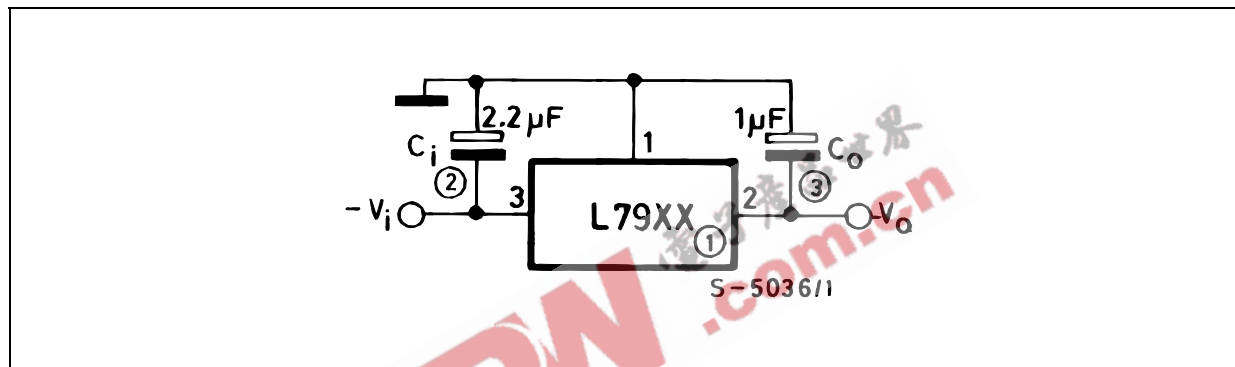 2.2µF
1µF
Ci
1
Co
②
③
-Vi
3
L79XX
①
2
-Vo
S-5036/1
.com.cn